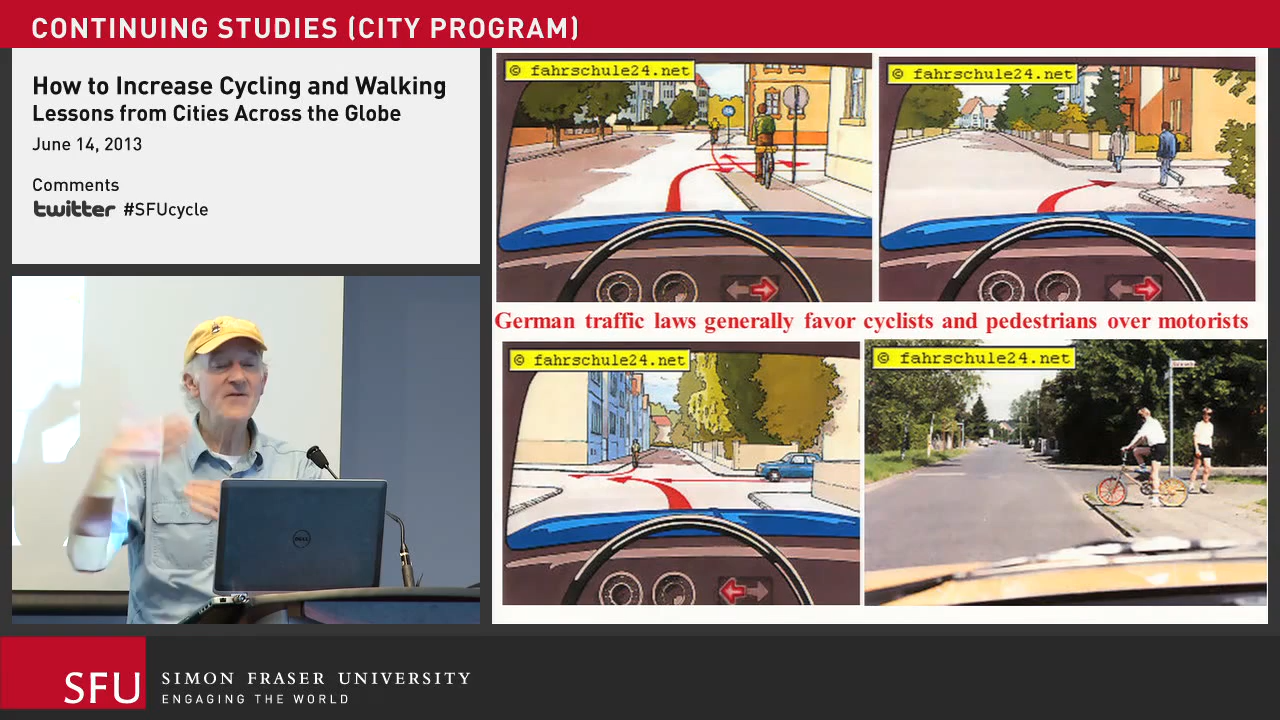 CONTINUING STUDIES (CITY PROGRAM)
How to Increase Cycling and Walking
Lessons from Cities Across the Globe
June 14, 2013
Comments
twitter #SFUcycle
© fahrschule24.net
© fahrschule24.net
German traffic laws generally favor cyclists and pedestrians over motorists
© fahrschule24.net
© fahrschule24.net
DELL
SFU SIMON FRASER UNIVERSITY
ENGAGING THE WORLD